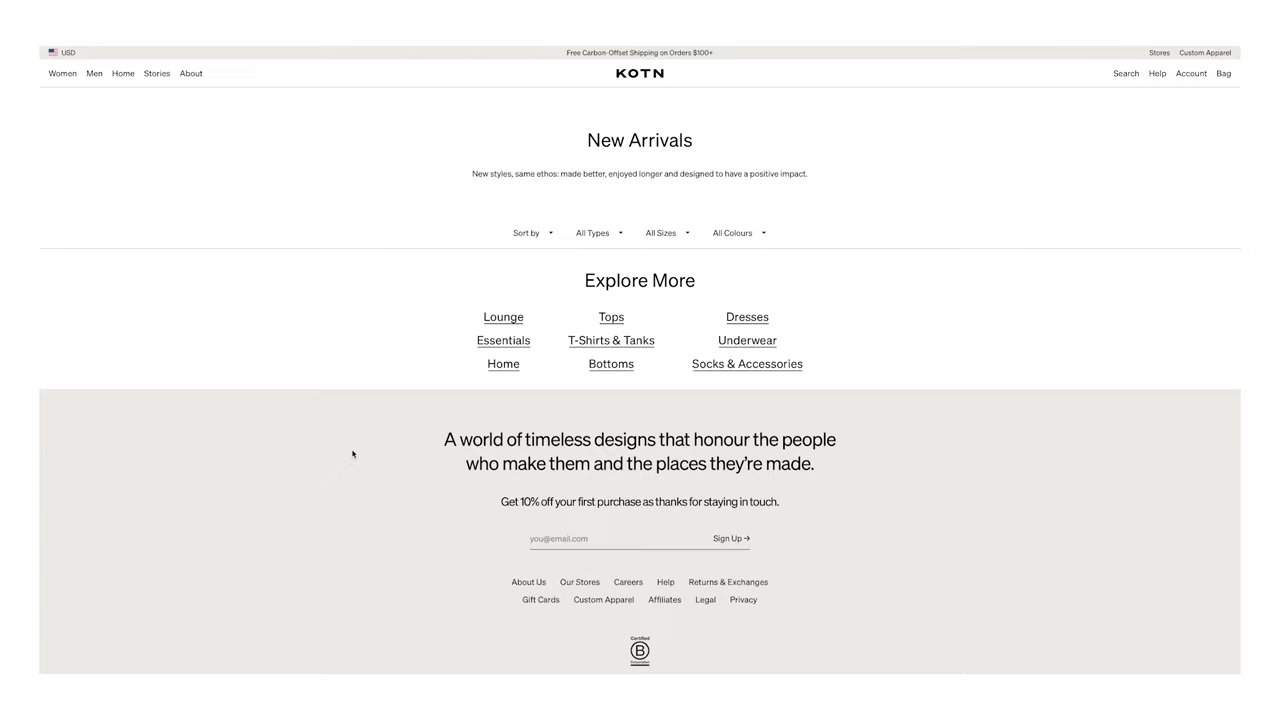 USD
Free Carbon-Offset Shipping on Orders $100+
Stores Custom Apparel
Women Men Home Stories About
KOTN
Search Help Account Bag
New Arrivals
New styles, same ethos: made better, enjoyed longer and designed to have a positive impact.
Sort by All Types All Sizes All Colours
Explore More
Lounge Tops Dresses
Essentials T-Shirts & Tanks Underwear
Home Bottoms Socks & Accessories
A world of timeless designs that honour the people
who make them and the places they’re made.
Get 10% off your first purchase as thanks for staying in touch.
you@email.com Sign Up →
About Us Our Stores Careers Help Returns & Exchanges
Gift Cards Custom Apparel Affiliates Legal Privacy
Certified
B
Corporation